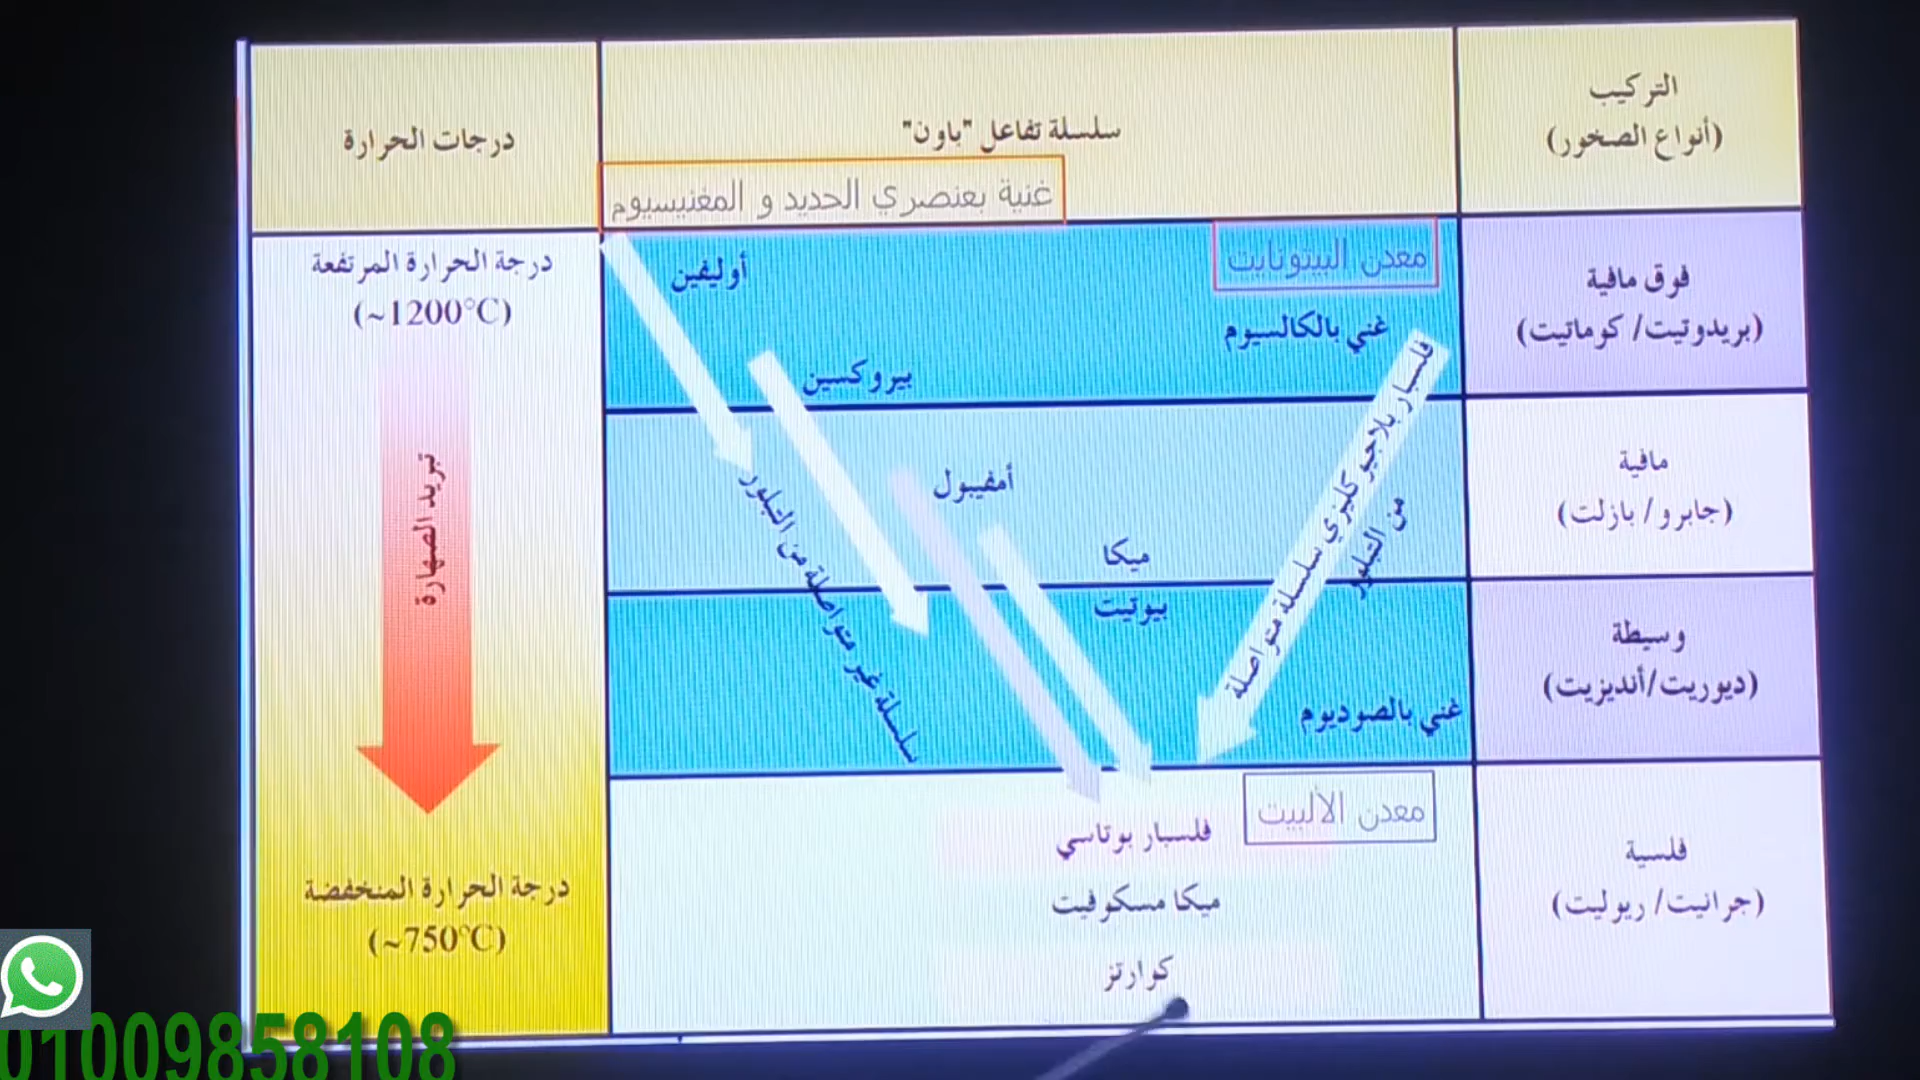 التركيب
(أنواع الصخور)
سلسلة تفاعل "باون"
غنية بعنصري الحديد و المغنيسيوم
درجات الحرارة
فوق مافية
(بريدوتيت/ كوماتيت)
معدن البيتونايت
غني بالكالسيوم
أوليفين
بيروكسين
درجة الحرارة المرتفعة
(~1200°C)
مافية
(جابرو/ بازلت)
فلسبار بلاجيو كليزي سلسلة متواصلة
من التبلور
أمفيبول
ميكا
بيوتيت
سلسلة غير متواصلة من التبلور
تبريد الصهارة
وسيطة
(ديوريت/أنديزيت)
غني بالصوديوم
فلسية
(جرانيت/ ريوليت)
معدن الألبيت
فلسبار بوتاسي
ميكا مسكوفيت
كوارتز
درجة الحرارة المنخفضة
(~750°C)
01009858108